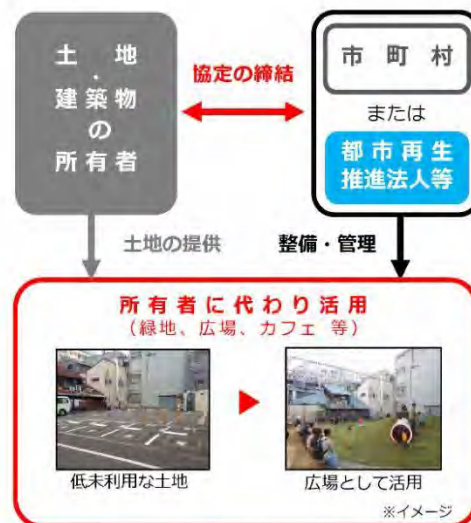 土地
・
建築物
の
所有者
協定の締結
市町村
または
都市再生
推進法人等
土地の提供
整備・管理
所有者に代わり活用
（緑地、広場、カフェ 等）
低未利用な土地
広場として活用
※イメージ